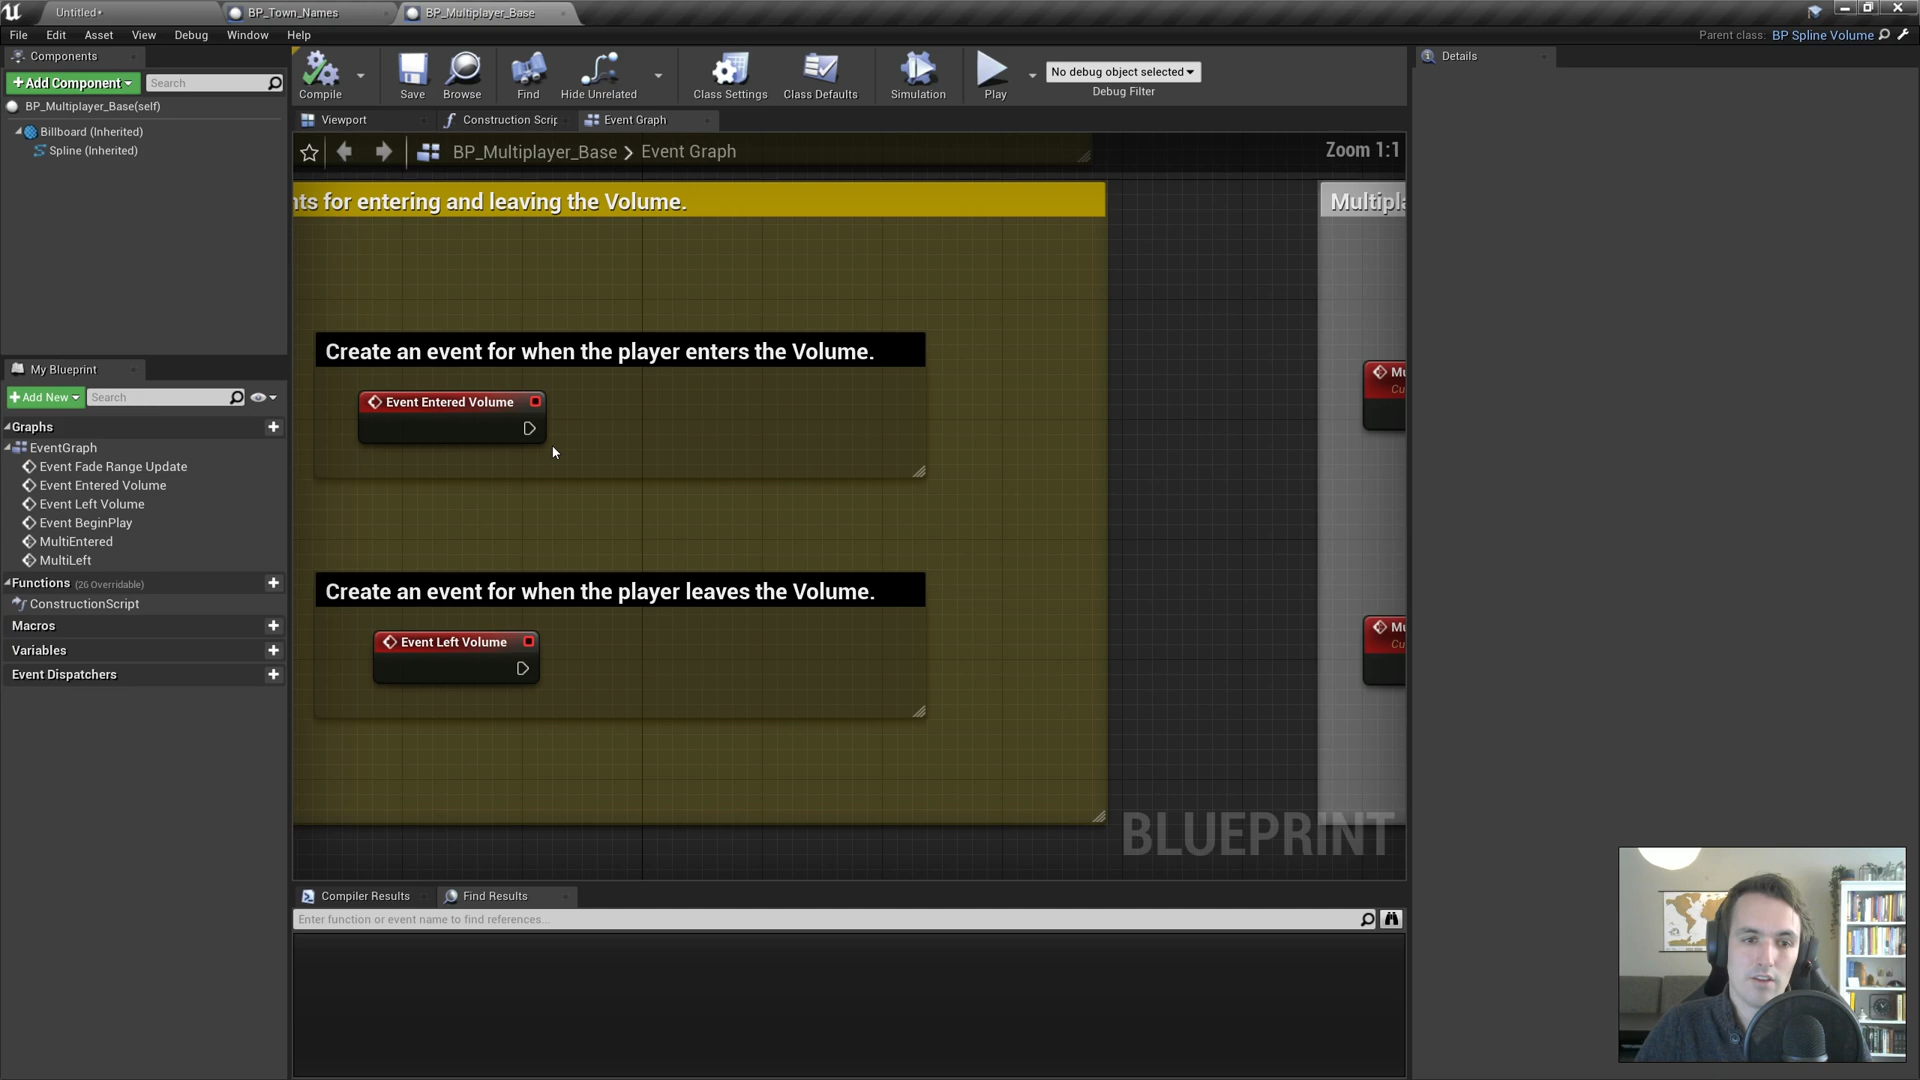 Untitled•
BP_Town_Names
BP_Multiplayer_Base
File Edit Asset View Debug Window Help
Parent class: BP Spline Volume
Components
Add Component
Search
BP_Multiplayer_Base(self)
Billboard (Inherited)
Spline (Inherited)
Compile
Save
Browse
Find
Hide Unrelated
Class Settings
Class Defaults
Simulation
Play
No debug object selected
Debug Filter
Details
Viewport
Construction Scrip
Event Graph
BP_Multiplayer_Base > Event Graph
Zoom 1:1
nts for entering and leaving the Volume.
Multipl
Create an event for when the player enters the Volume.
Event Entered Volume
Mu
Cu
Create an event for when the player leaves the Volume.
Event Left Volume
Mu
Cu
BLUEPRINT
My Blueprint
Add New
Search
Graphs
EventGraph
Event Fade Range Update
Event Entered Volume
Event Left Volume
Event BeginPlay
MultiEntered
MultiLeft
Functions (26 Overridable)
ConstructionScript
Macros
Variables
Event Dispatchers
Compiler Results
Find Results
Enter function or event name to find references...